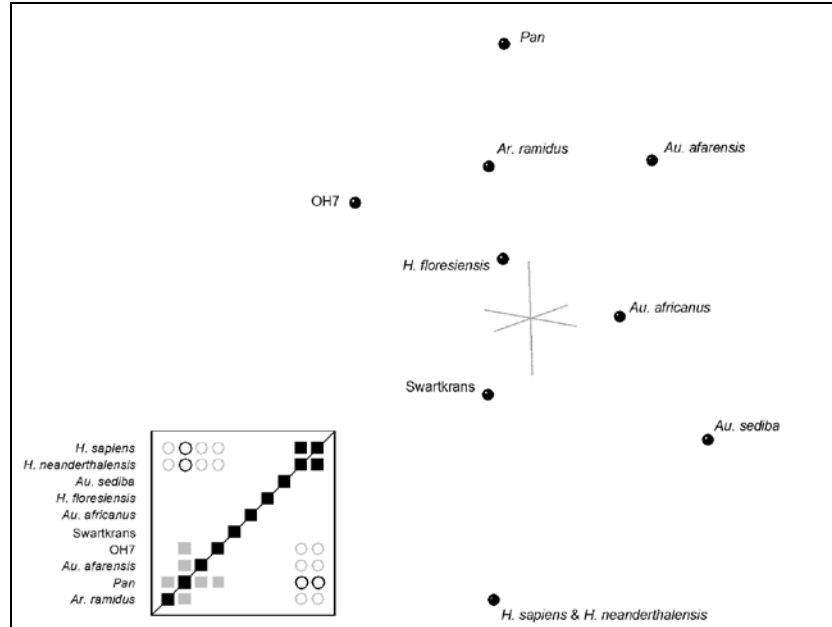 Pan
Ar. ramidus
Au. afarensis
OH7
H. floresiensis
Au. africanus
Swartkrans
Au. sediba
H. sapiens
H. neanderthalensis
Au. sediba
H. floresiensis
Au. africanus
Swartkrans
OH7
Au. afarensis
Pan
Ar. ramidus
H. sapiens & H. neanderthalensis